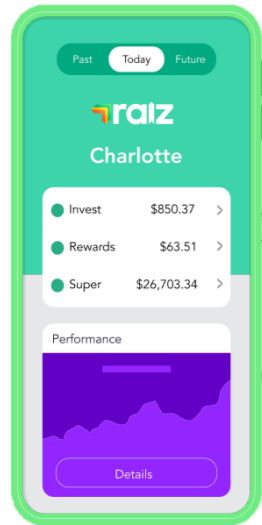 Past Today Future
raiz
Charlotte
Invest $850.37
Rewards $63.51
Super $26,703.34
Performance
Details